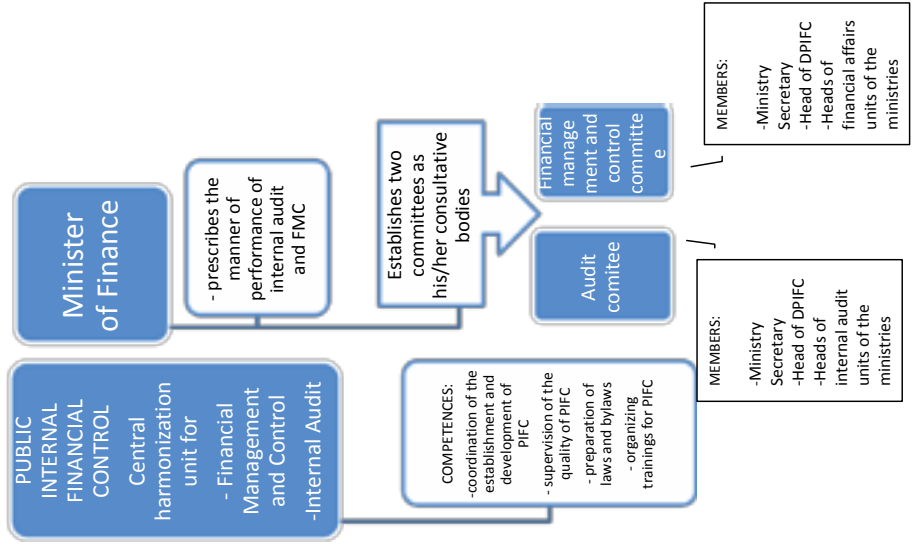 PUBLIC
INTERNAL
FINANCIAL
CONTROL
Central
harmonization
unit for
- Financial
Management
and Control
-Internal Audit
COMPETENCES:
-coordination of the
establishment and
development of
PIFC
- supervision of the
quality of PIFC
- preparation of
laws and bylaws
- organizing
trainings for PIFC
Minister
of Finance
- prescribes the
manner of
performance of
internal audit
and FMC
Establishes two
committees as
his/her consultative
bodies
Audit
comitee
Financial
manage
ment and
control
committe
e
MEMBERS:
-Ministry
Secretary
-Head of DPIFC
-Heads of
internal audit
units of the
ministries
MEMBERS:
-Ministry
Secretary
-Head of DPIFC
-Heads of
financial affairs
units of the
ministries